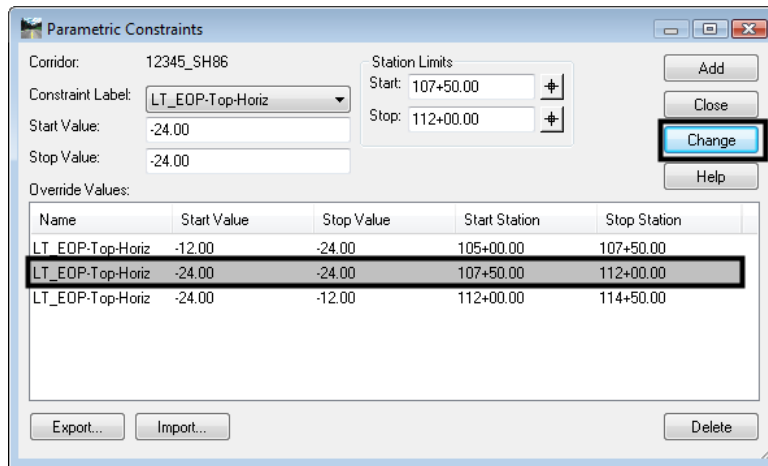 Parametric Constraints
Corridor: 12345_SH86
Constraint Label: LT_EOP-Top-Horiz
Start Value: -24.00
Stop Value: -24.00
Station Limits
Start: 107+50.00
Stop: 112+00.00
Add
Close
Change
Help
Override Values:
Name Start Value Stop Value Start Station Stop Station
LT_EOP-Top-Horiz -12.00 -24.00 105+00.00 107+50.00
LT_EOP-Top-Horiz -24.00 -24.00 107+50.00 112+00.00
LT_EOP-Top-Horiz -24.00 -12.00 112+00.00 114+50.00
Export... Import... Delete